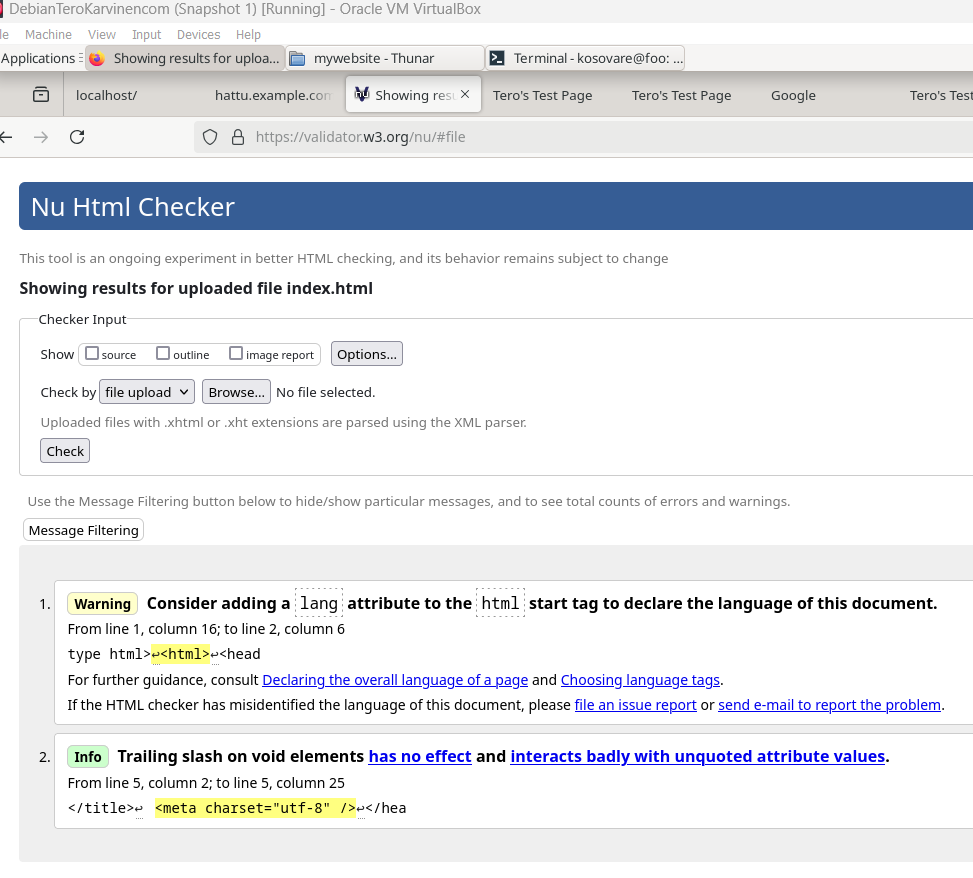 DebianTeroKarvinencom (Snapshot 1) [Running] - Oracle VM VirtualBox
Machine View Input Devices Help
Applications Showing results for uploa... mywebsite - Thunar Terminal - kosovare@foo: ...
localhost/ hattu.example.com Showing resu Tero's Test Page Tero's Test Page Google Tero's Test
https://validator.w3.org/nu/#file
Nu Html Checker
This tool is an ongoing experiment in better HTML checking, and its behavior remains subject to change
Showing results for uploaded file index.html
Checker Input
Show source outline image report Options...
Check by file upload Browse... No file selected.
Uploaded files with .xhtml or .xht extensions are parsed using the XML parser.
Check
Use the Message Filtering button below to hide/show particular messages, and to see total counts of errors and warnings.
Message Filtering
1. Warning Consider adding a lang attribute to the html start tag to declare the language of this document.
From line 1, column 16; to line 2, column 6
type html>↩<html>↩<head
For further guidance, consult Declaring the overall language of a page and Choosing language tags.
If the HTML checker has misidentified the language of this document, please file an issue report or send e-mail to report the problem.
2. Info Trailing slash on void elements has no effect and interacts badly with unquoted attribute values.
From line 5, column 2; to line 5, column 25
</title>↩ <meta charset="utf-8" />↩</hea